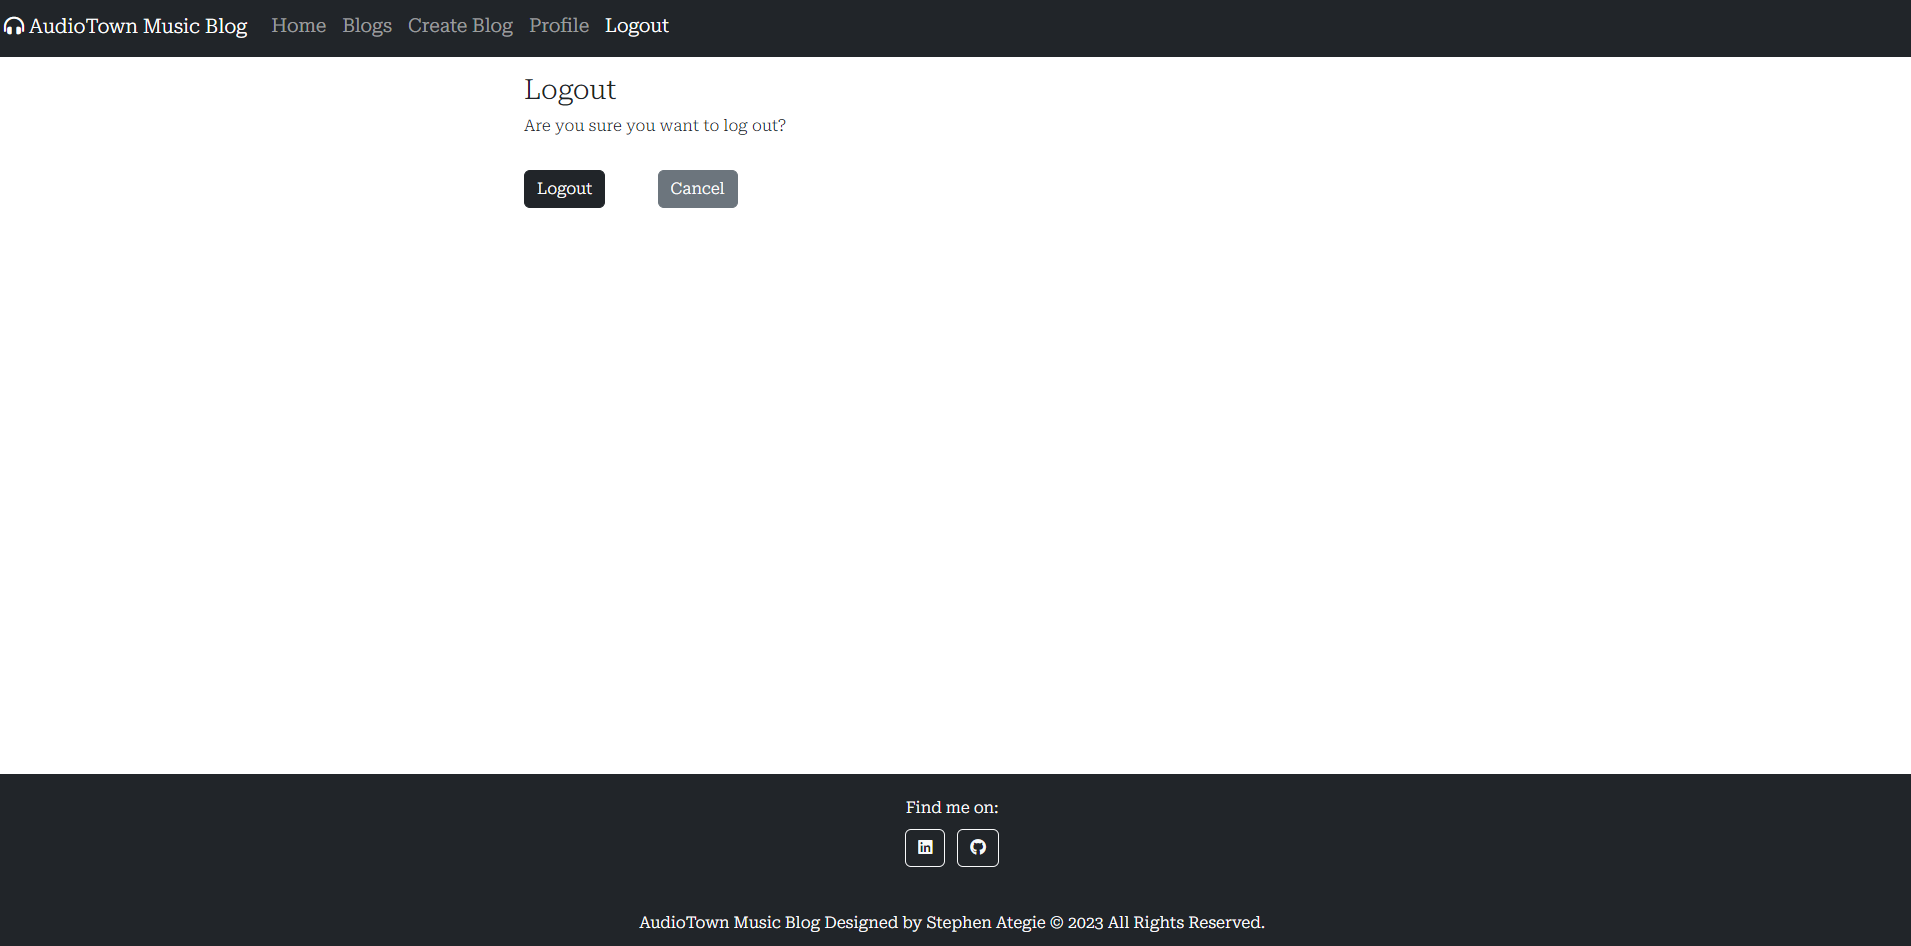 AudioTown Music Blog Home Blogs Create Blog Profile Logout
Logout
Are you sure you want to log out?
Logout Cancel
Find me on:
AudioTown Music Blog Designed by Stephen Ategie © 2023 All Rights Reserved.